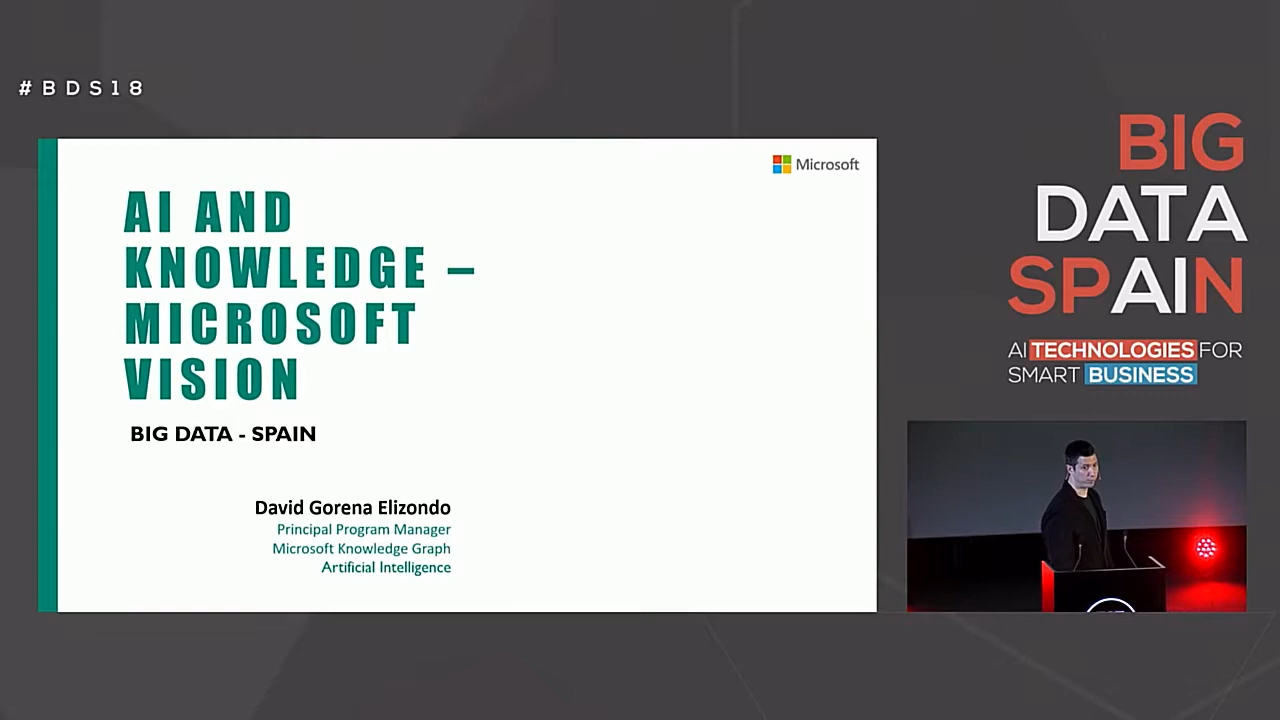 #BDS18
Microsoft
AI AND
KNOWLEDGE –
MICROSOFT
VISION
BIG DATA - SPAIN
David Gorena Elizondo
Principal Program Manager
Microsoft Knowledge Graph
Artificial Intelligence
BIG
DATA
SPAIN
AI TECHNOLOGIES FOR
SMART BUSINESS